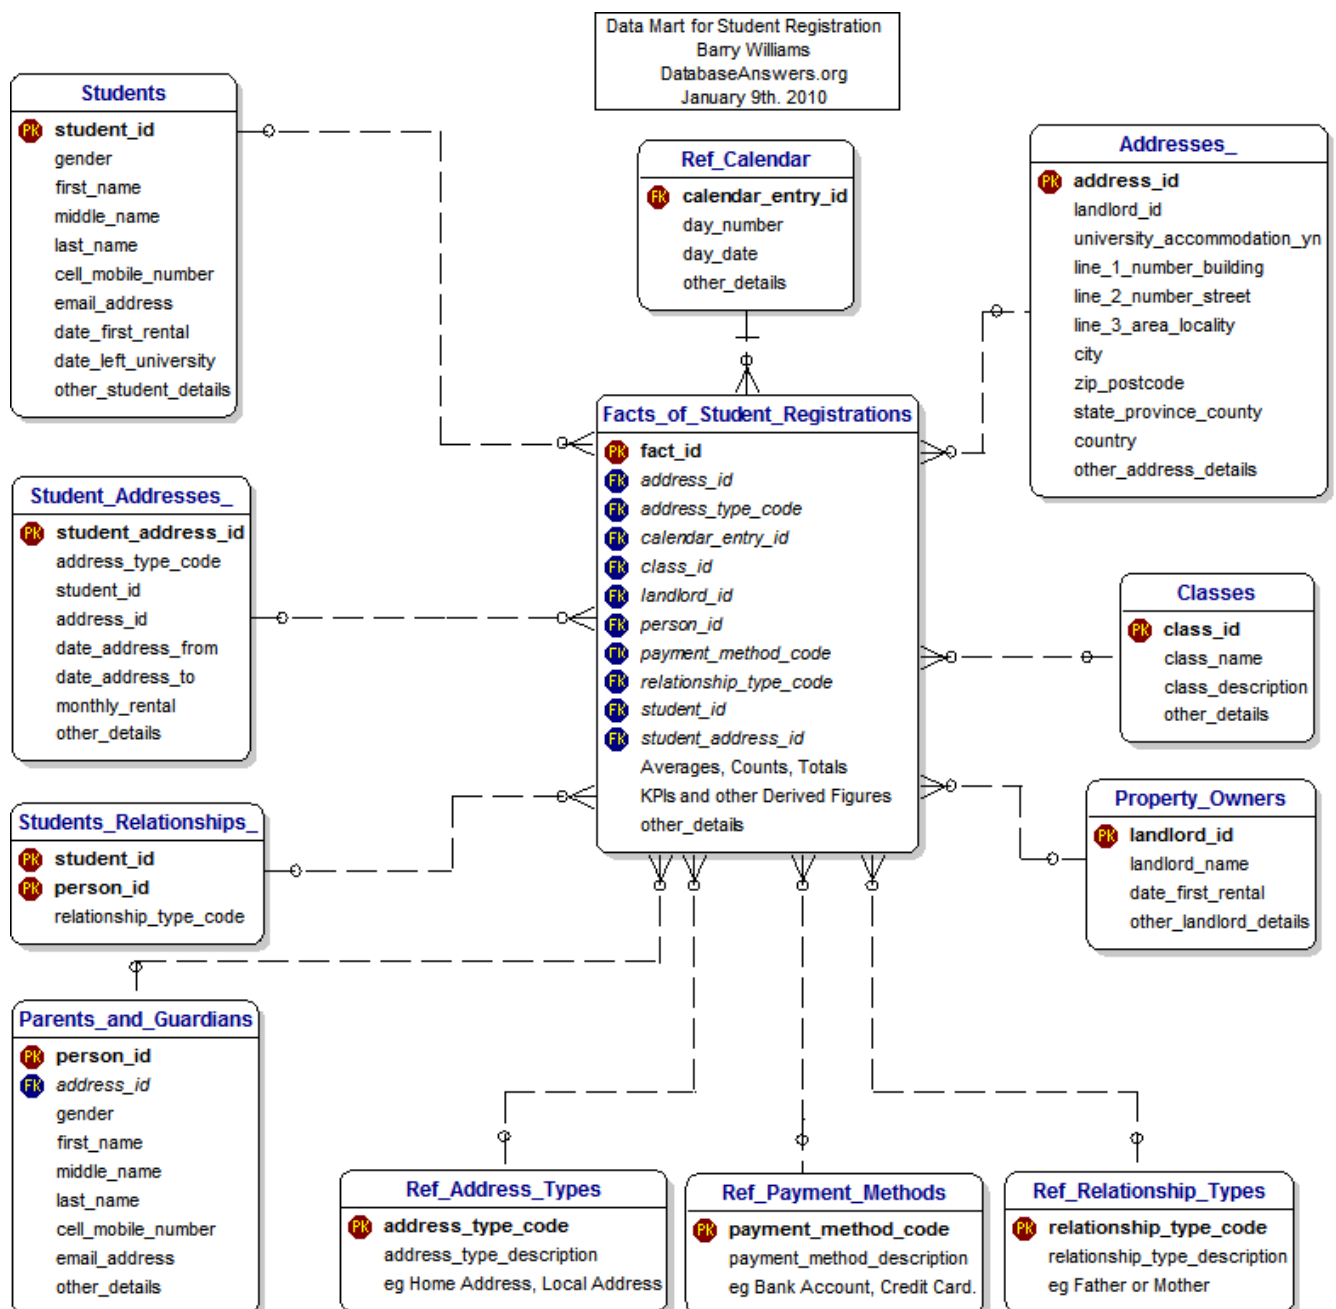 Data Mart for Student Registration
Barry Williams
DatabaseAnswers.org
January 9th. 2010
Students
PK student_id
gender
first_name
middle_name
last_name
cell_mobile_number
email_address
date_first_rental
date_left_university
other_student_details
Ref_Calendar
FK calendar_entry_id
day_number
day_date
other_details
Addresses_
PK address_id
landlord_id
university_accommodation_yn
line_1_number_building
line_2_number_street
line_3_area_locality
city
zip_postcode
state_province_county
country
other_address_details
Facts_of_Student_Registrations
PK fact_id
FK address_id
FK address_type_code
FK calendar_entry_id
FK class_id
FK landlord_id
FK person_id
FK payment_method_code
FK relationship_type_code
FK student_id
FK student_address_id
Averages, Counts, Totals
KPIs and other Derived Figures
other_details
Student_Addresses_
PK student_address_id
address_type_code
student_id
address_id
date_address_from
date_address_to
monthly_rental
other_details
Classes
PK class_id
class_name
class_description
other_details
Students_Relationships_
PK student_id
PK person_id
relationship_type_code
Property_Owners
PK landlord_id
landlord_name
date_first_rental
other_landlord_details
Parents_and_Guardians
PK person_id
FK address_id
gender
first_name
middle_name
last_name
cell_mobile_number
email_address
other_details
Ref_Address_Types
PK address_type_code
address_type_description
eg Home Address, Local Address
Ref_Payment_Methods
PK payment_method_code
payment_method_description
eg Bank Account, Credit Card.
Ref_Relationship_Types
PK relationship_type_code
relationship_type_description
eg Father or Mother